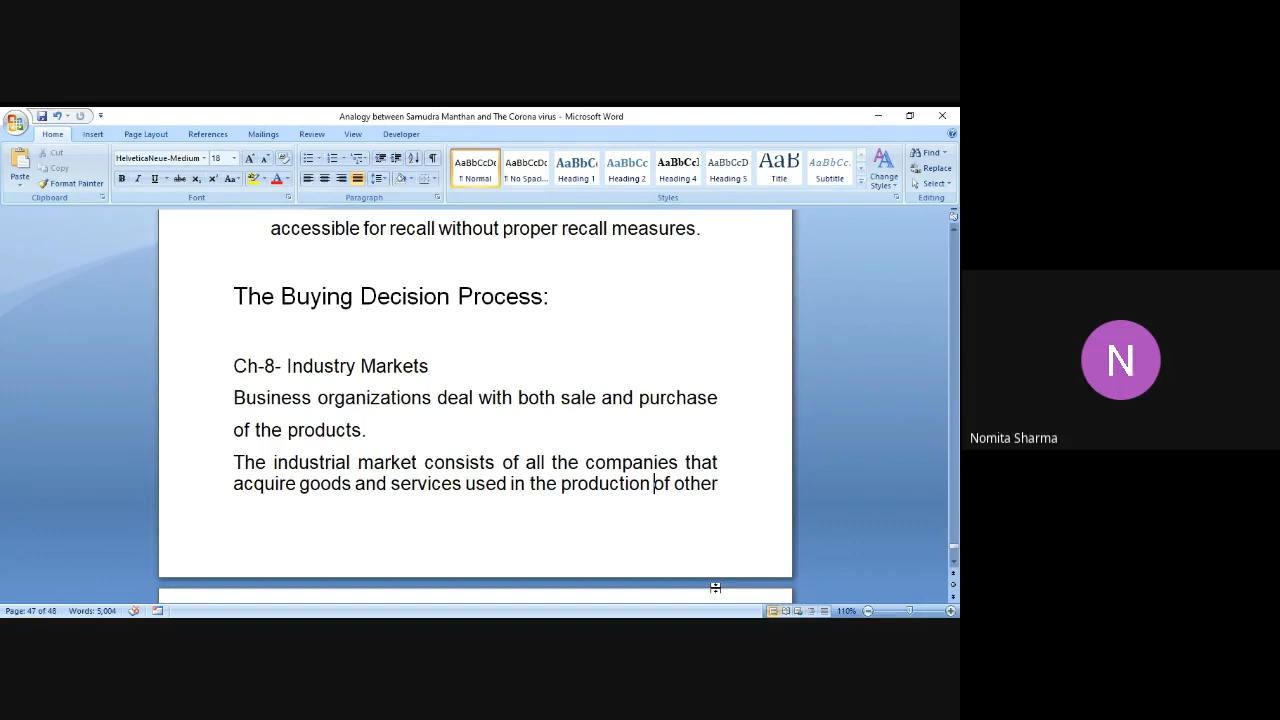 Analogy between Samudra Manthan and The Corona virus - Microsoft Word
Home Insert Page Layout References Mailings Review View Developer
Paste
Cut
Copy
Format Painter
Clipboard
HelveticaNeue-Medium 18
Font
Paragraph
AaBbCcDc AaBbCcDc AaBbC AaBbCc AaBbCcl AaBbCcI AaB AaBbCc.
¶ Normal ¶ No Spaci... Heading 1 Heading 2 Heading 4 Heading 5 Title Subtitle
Change
Styles
Styles
Find
Replace
Select
Editing
accessible for recall without proper recall measures.
The Buying Decision Process:
Ch-8- Industry Markets
Business organizations deal with both sale and purchase
of the products.
The industrial market consists of all the companies that
acquire goods and services used in the production of other
Page: 47 of 48 Words: 5,004
110%
N
Nomita Sharma